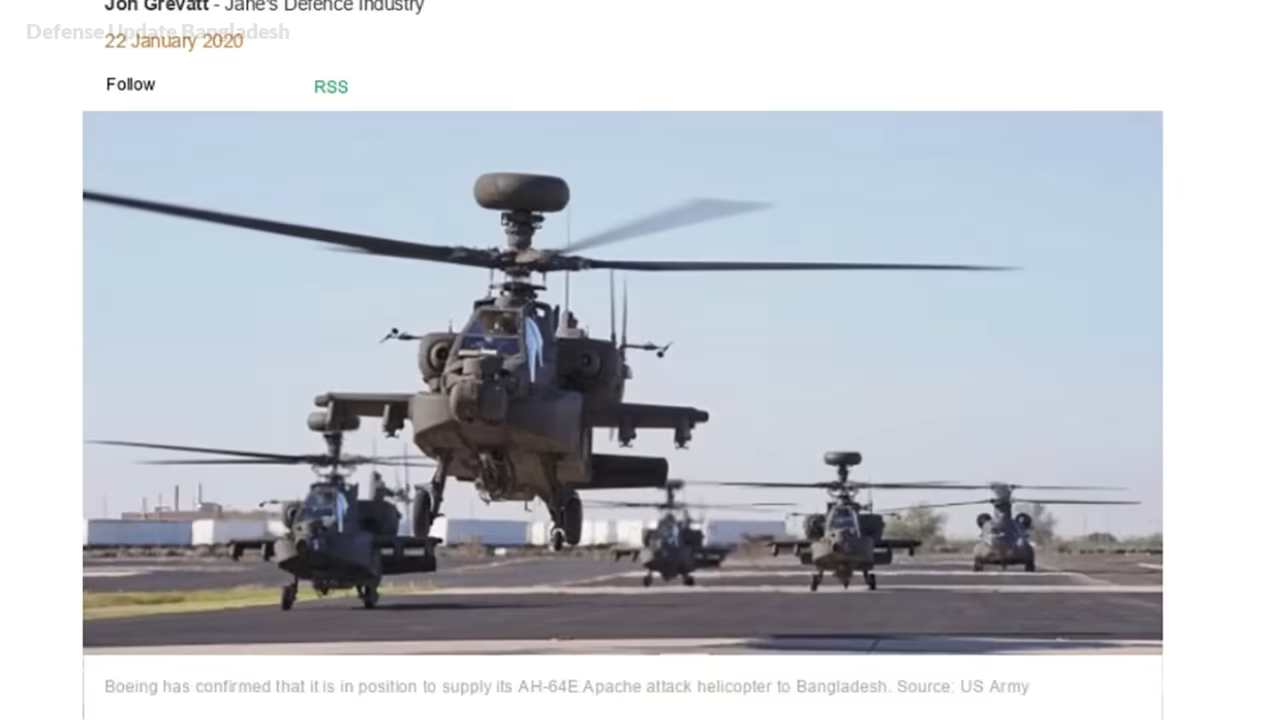 Jon Grevatt - Jane's Defence Industry
Defense Update Bangladesh
22 January 2020
Follow
RSS
Boeing has confirmed that it is in position to supply its AH-64E Apache attack helicopter to Bangladesh. Source: US Army